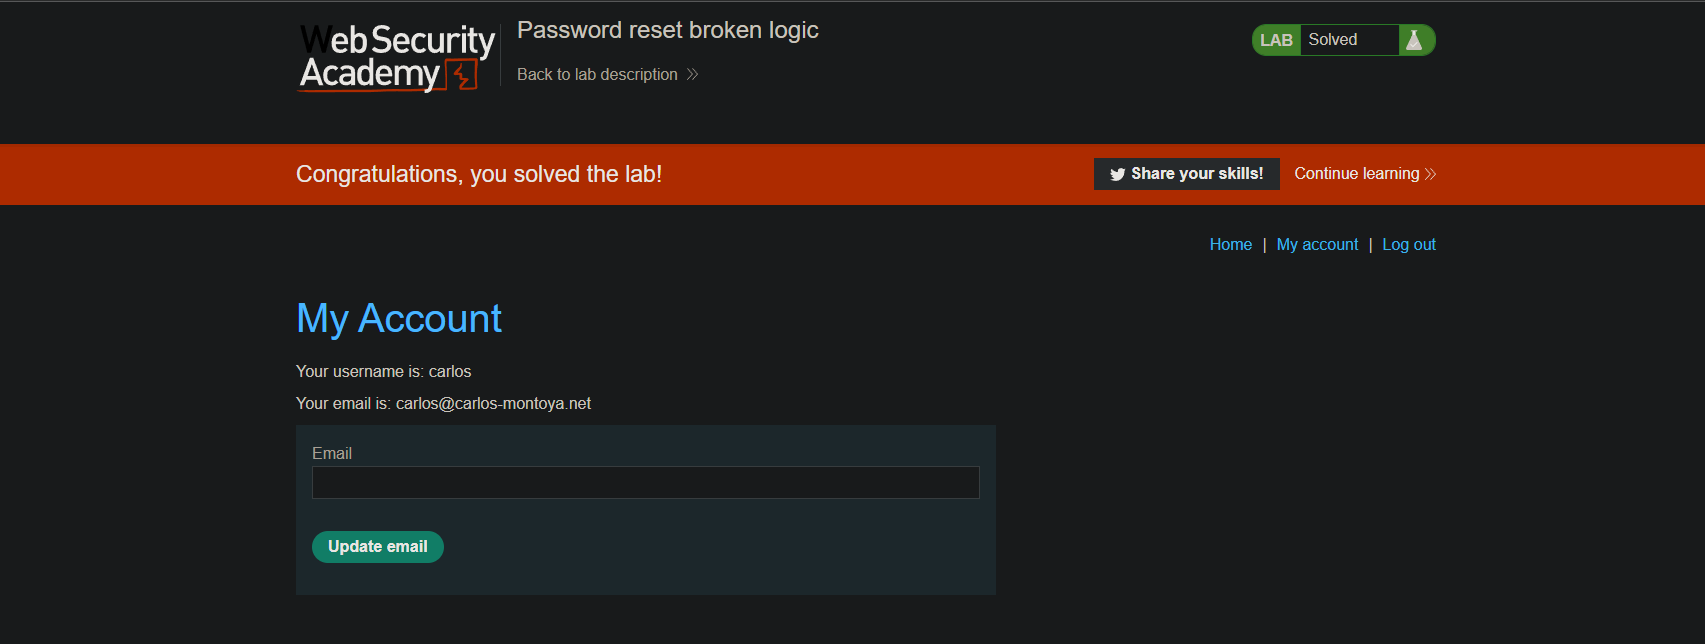 Web Security
Academy
Password reset broken logic
Back to lab description
LAB Solved
Congratulations, you solved the lab!
Share your skills!
Continue learning
Home | My account | Log out
My Account
Your username is: carlos
Your email is: carlos@carlos-montoya.net
Email
Update email